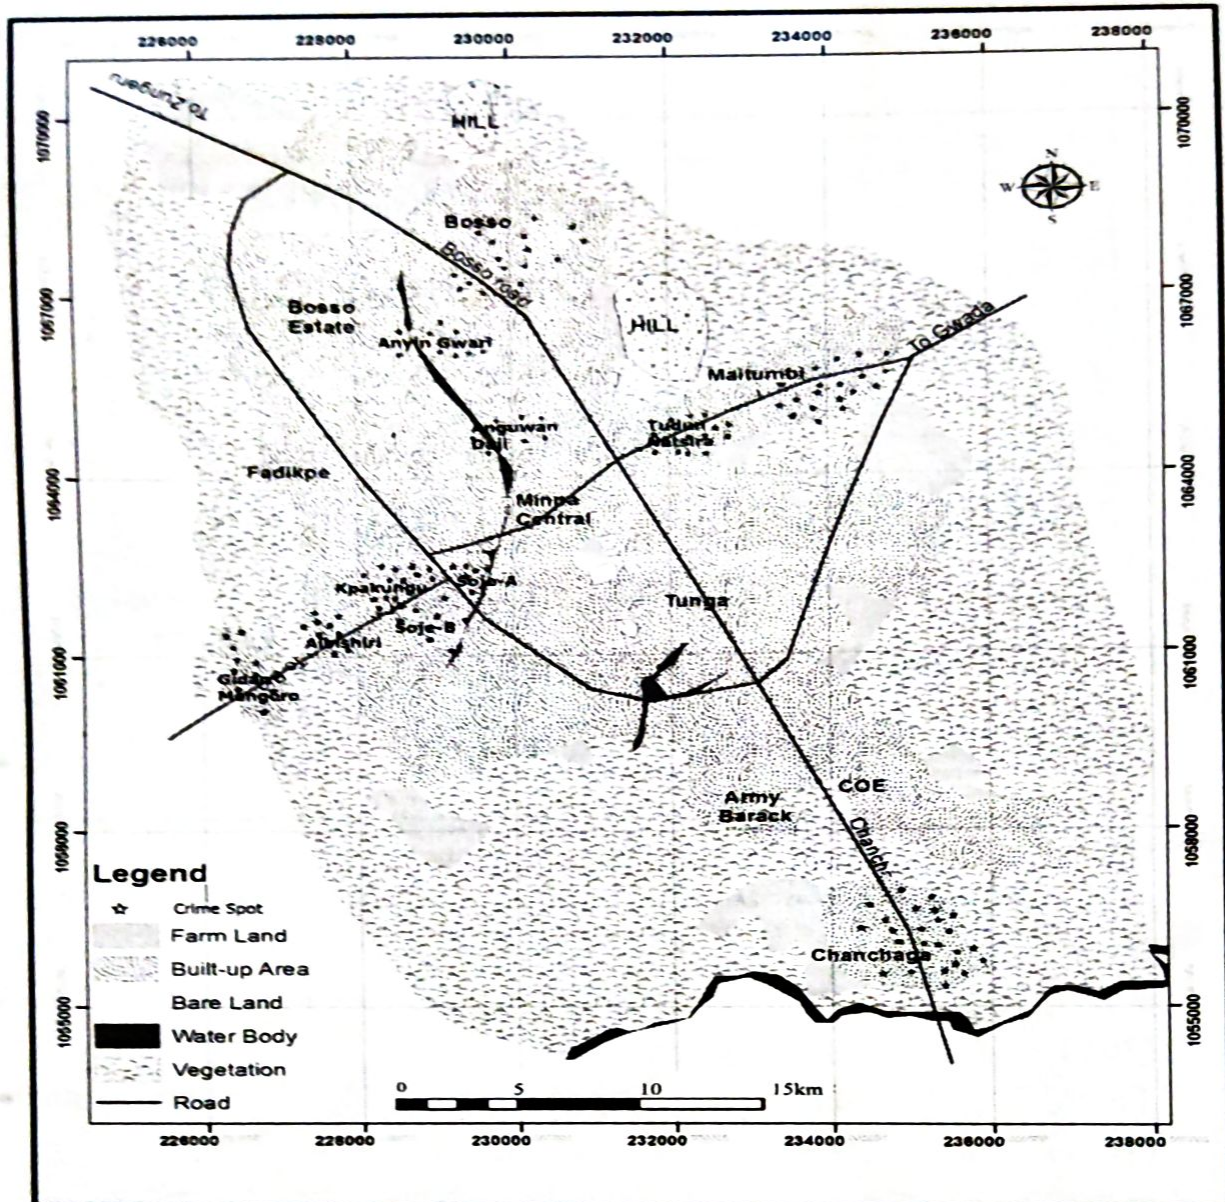 226000 228000 230000 232000 234000 236000 238000
To Zungeru
HILL
1070000
1070000
N
W E
S
Bosso
Bosso road
1067000
1067000
Bosso
Estate
HILL
To Gwada
Anyin Gwari
Maitumbi
Anguwan
Daji
Tudun
Natsira
Fadikpe
1064000
1064000
Minna
Central
Kpakungu
Soje-A
Tunga
Soje-B
Albishiri
1061000
1061000
Gidan
Mangoro
COE
Army
Barack
Chanch
1058000
1058000
Legend
Crime Spot
Farm Land
Built-up Area
Chanchaga
Bare Land
1055000
1055000
Water Body
Vegetation
Road
0 5 10 15km
226000 228000 230000 232000 234000 236000 238000